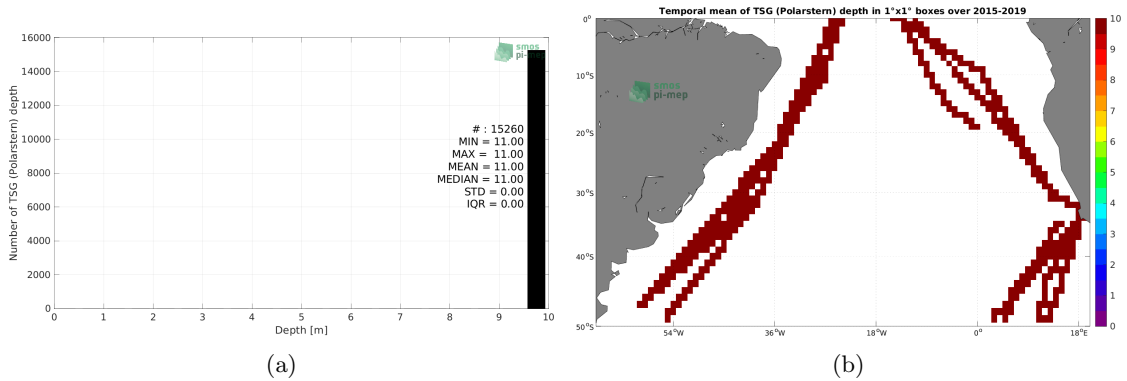 Number of TSG (Polarstern) depth
16000
14000
12000
10000
8000
6000
4000
2000
0
smos
pi-mep
# : 15260
MIN = 11.00
MAX = 11.00
MEAN = 11.00
MEDIAN = 11.00
STD = 0.00
IQR = 0.00
0 1 2 3 4 5 6 7 8 9 10
Depth [m]
(a)
Temporal mean of TSG (Polarstern) depth in 1°x1° boxes over 2015-2019
0°
10°S
20°S
30°S
40°S
50°S
smos
pi-mep
54°W 36°W 18°W 0° 18°E
10
9
8
7
6
5
4
3
2
1
0
(b)